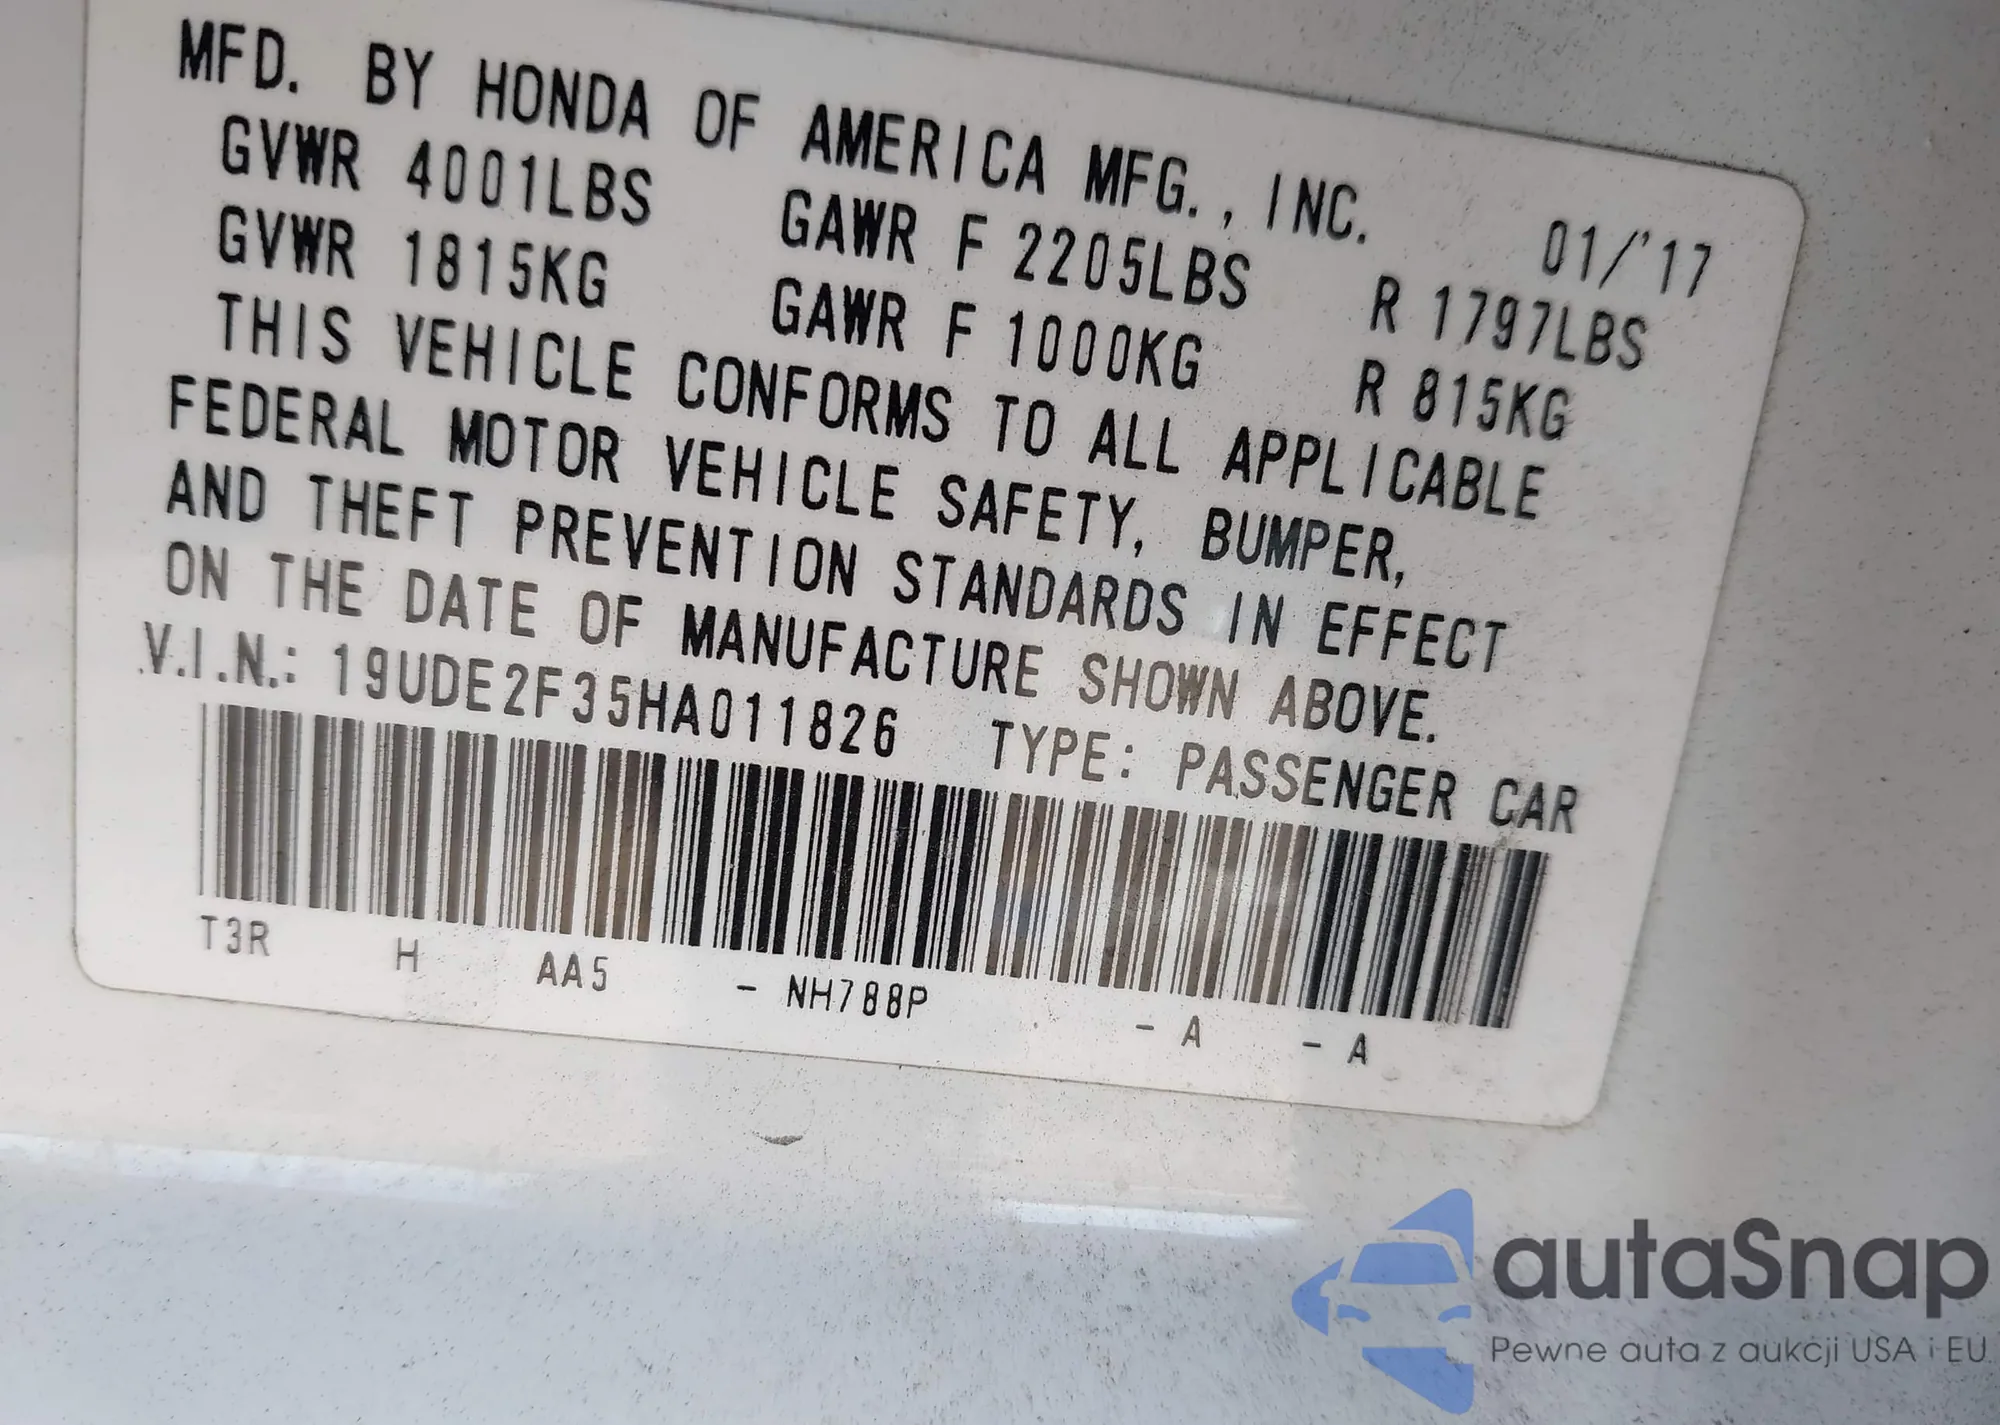 MFD. BY HONDA OF AMERICA MFG., INC. 01/'17
GVWR 4001LBS GAWR F 2205LBS R 1797LBS
GVWR 1815KG GAWR F 1000KG R 815KG
THIS VEHICLE CONFORMS TO ALL APPLICABLE
FEDERAL MOTOR VEHICLE SAFETY, BUMPER,
AND THEFT PREVENTION STANDARDS IN EFFECT
ON THE DATE OF MANUFACTURE SHOWN ABOVE.
V.I.N.: 19UDE2F35HA011826 TYPE: PASSENGER CAR
T3R H AA5 - NH788P - A - A
autaSnap
Pewne auta z aukcji USA i EU